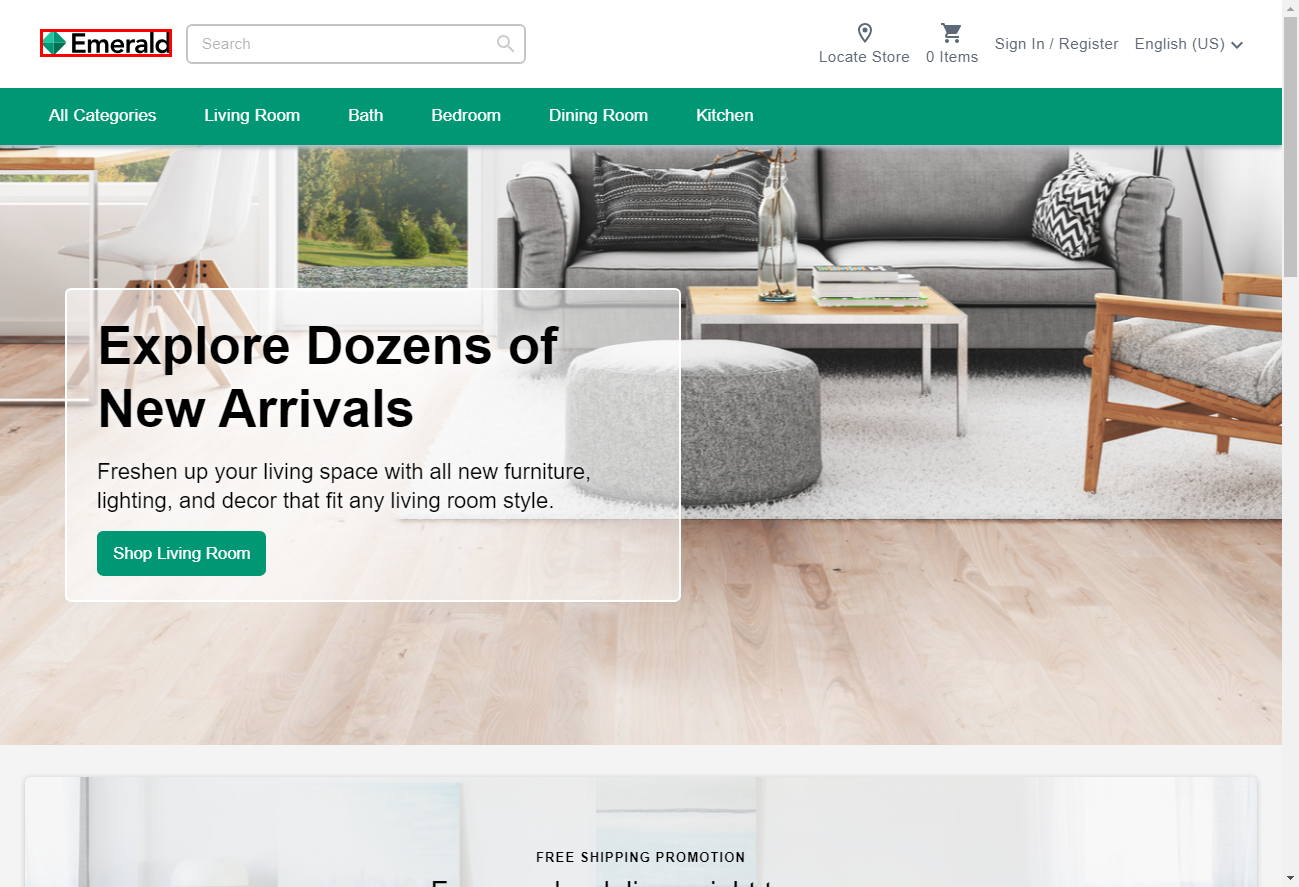 Emerald
Search
Locate Store
0 Items
Sign In / Register
English (US)
All Categories
Living Room
Bath
Bedroom
Dining Room
Kitchen
Explore Dozens of
New Arrivals
Freshen up your living space with all new furniture,
lighting, and decor that fit any living room style.
Shop Living Room
FREE SHIPPING PROMOTION